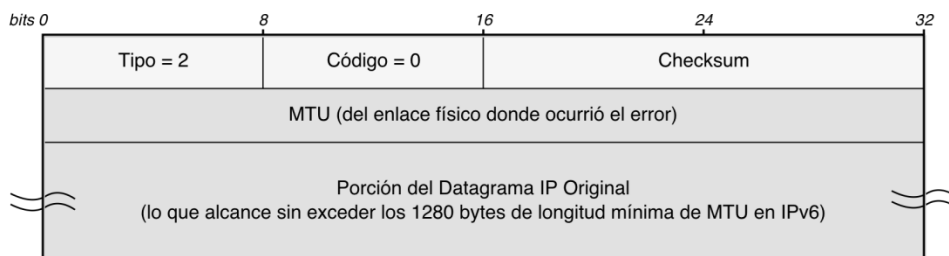 bits 0 8 16 24 32
Tipo = 2 Código = 0 Checksum
MTU (del enlace físico donde ocurrió el error)
Porción del Datagrama IP Original
(lo que alcance sin exceder los 1280 bytes de longitud mínima de MTU en IPv6)